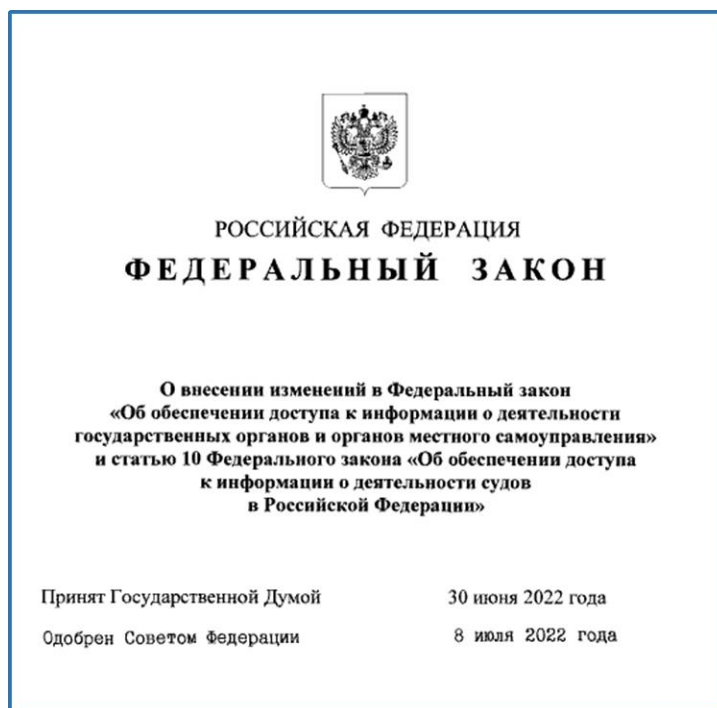 РОССИЙСКАЯ ФЕДЕРАЦИЯ
ФЕДЕРАЛЬНЫЙ ЗАКОН
О внесении изменений в Федеральный закон
«Об обеспечении доступа к информации о деятельности
государственных органов и органов местного самоуправления»
и статью 10 Федерального закона «Об обеспечении доступа
к информации о деятельности судов
в Российской Федерации»
Принят Государственной Думой 30 июня 2022 года
Одобрен Советом Федерации 8 июля 2022 года